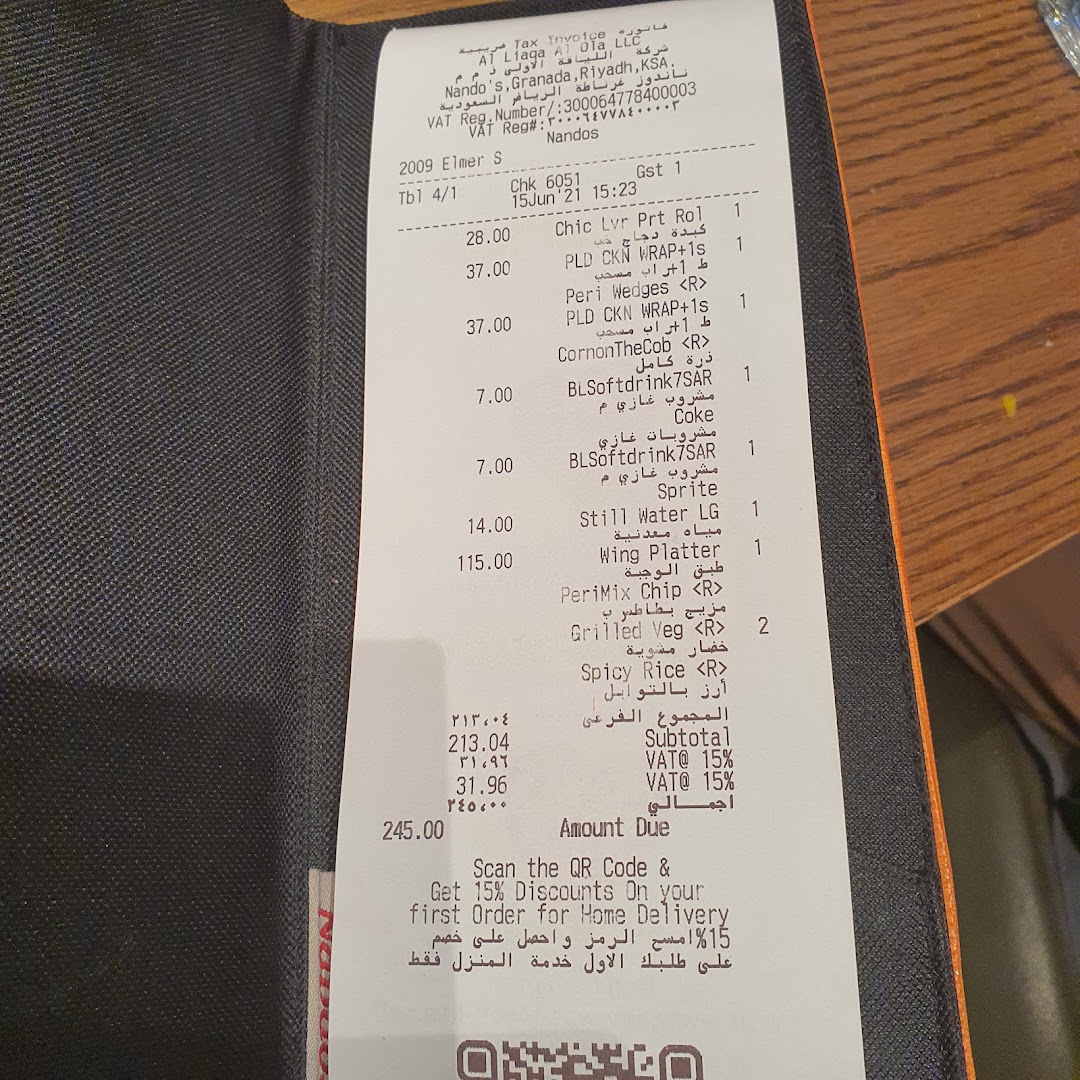 فاتورة Tax Invoice ضريبية
Al Liaqa Al Ola LLC
شركة اللياقة الاولى ذ م م
Nando's,Granada,Riyadh,KSA.
ناندوز غرناطة الرياض السعودية
VAT Reg.Number/:300064778400003
VAT Reg#:٣٠٠٠٦٤٧٧٨٤٠٠٠٠٣
Nandos
2009 Elmer S
Tbl 4/1 Chk 6051 Gst 1
15Jun'21 15:23
28.00 Chic Lvr Prt Rol 1
كبدة دجاج خب
37.00 PLD CKN WRAP+1s 1
ط 1+راب مسحب
Peri Wedges <R>
37.00 PLD CKN WRAP+1s 1
ط 1+راب مسحب
CornonTheCob <R>
ذرة كامل
7.00 BLSoftdrink7SAR 1
مشروب غازي م
Coke
مشروبات غازي
7.00 BLSoftdrink7SAR 1
مشروب غازي م
Sprite
14.00 Still Water LG 1
مياه معدنية
115.00 Wing Platter 1
طبق الوجبة
PeriMix Chip <R>
مزيج بطاطس ب
Grilled Veg <R> 2
خضار مشوية
Spicy Rice <R>
أرز بالتوابل
٢١٣،٠٤ المجموع الفرعى
213.04 Subtotal
٣١،٩٦ VAT@ 15%
31.96 VAT@ 15%
٢٤٥،٠٠ اجمـــالي
245.00 Amount Due
Scan the QR Code &
Get 15% Discounts On your
first Order for Home Delivery
15%امسح الرمز واحصل على خصم
على طلبك الاول خدمة المنزل فقط